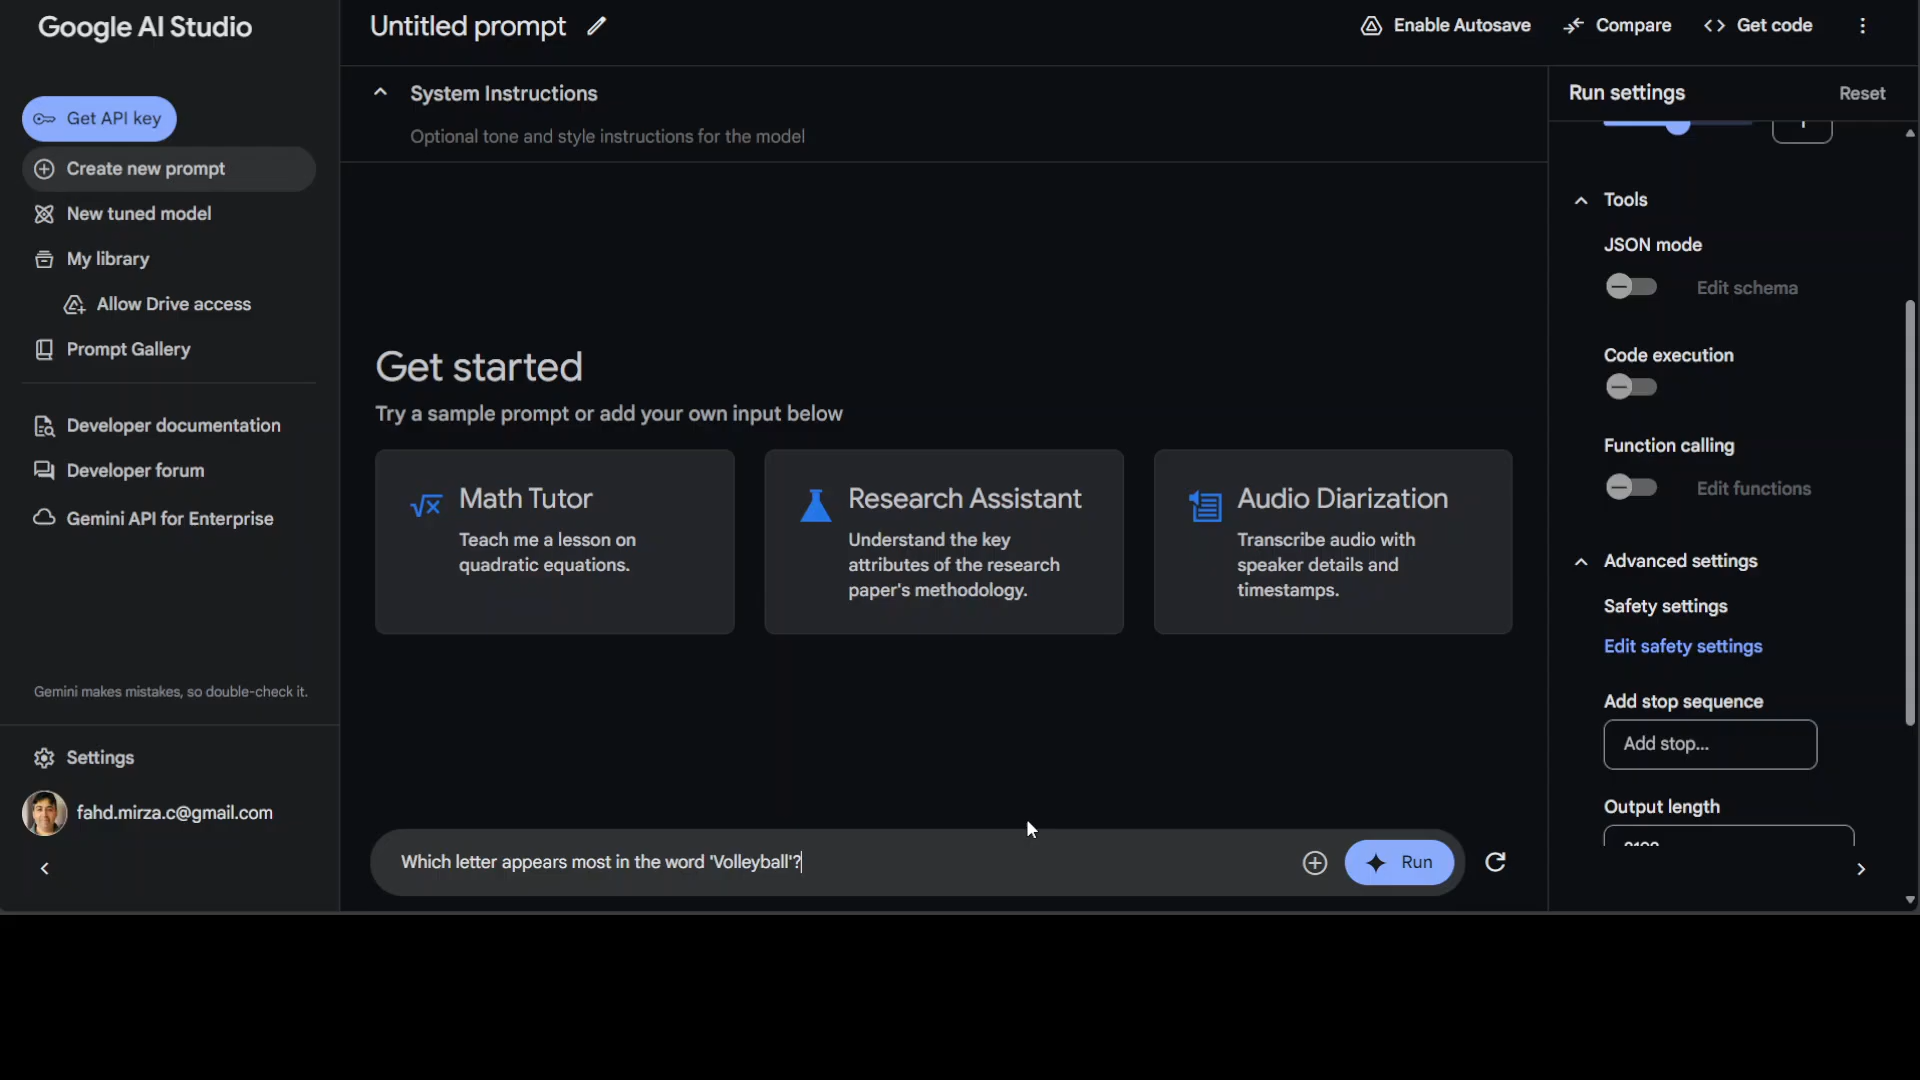 Google AI Studio
Get API key
Create new prompt
New tuned model
My library
Allow Drive access
Prompt Gallery
Developer documentation
Developer forum
Gemini API for Enterprise
Gemini makes mistakes, so double-check it.
Settings
fahd.mirza.c@gmail.com
Untitled prompt
Enable Autosave
Compare
Get code
System Instructions
Optional tone and style instructions for the model
Get started
Try a sample prompt or add your own input below
Math Tutor
Teach me a lesson on
quadratic equations.
Research Assistant
Understand the key
attributes of the research
paper's methodology.
Audio Diarization
Transcribe audio with
speaker details and
timestamps.
Which letter appears most in the word 'Volleyball'?
Run
Run settings
Reset
Tools
JSON mode
Edit schema
Code execution
Function calling
Edit functions
Advanced settings
Safety settings
Edit safety settings
Add stop sequence
Add stop...
Output length